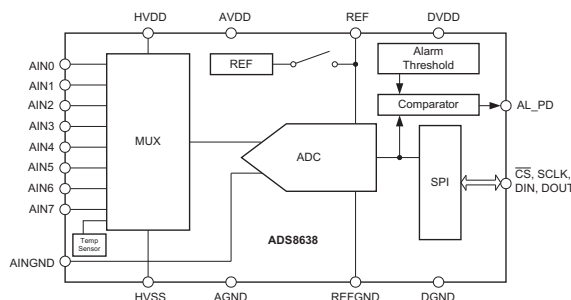 HVDD
AVDD
REF
DVDD
REF
Alarm
Threshold
AIN0
AIN1
AIN2
AIN3
AIN4
AIN5
AIN6
AIN7
MUX
Comparator
AL_PD
ADC
SPI
CS, SCLK,
DIN, DOUT
Temp
Sensor
ADS8638
AINGND
HVSS
AGND
REFGND
DGND